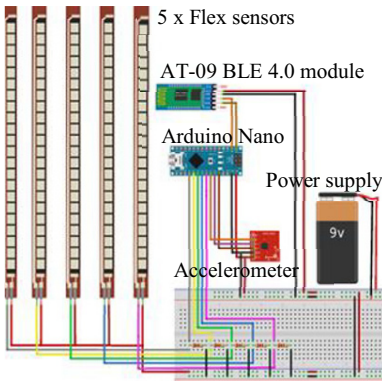 5 x Flex sensors
AT-09 BLE 4.0 module
Arduino Nano
Power supply
9v
Accelerometer